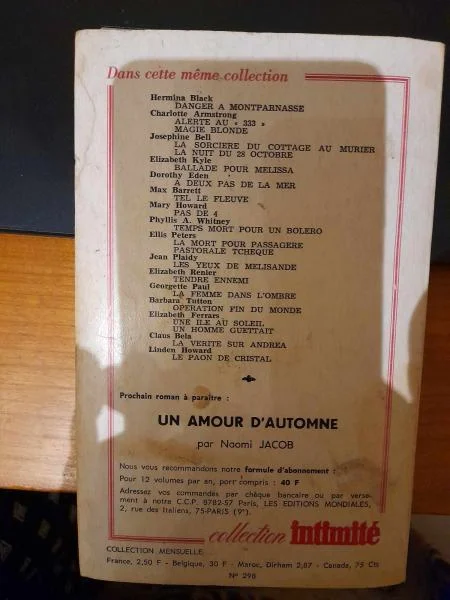 Dans cette même collection
Hermina Black
DANGER A MONTPARNASSE
Charlotte Armstrong
ALERTE AU « 333 »
MAGIE BLONDE
Josephine Bell
LA SORCIERE DU COTTAGE AU MURIER
LA NUIT DU 28 OCTOBRE
Elizabeth Kyle
BALLADE POUR MELISSA
Dorothy Eden
A DEUX PAS DE LA MER
Max Barrett
TEL LE FLEUVE
Mary Howard
PAS DE 4
Phyllis A. Whitney
TEMPS MORT POUR UN BOLERO
Ellis Peters
LA MORT POUR PASSAGERE
PASTORALE TCHEQUE
Jean Plaidy
LES YEUX DE MELISANDE
Elizabeth Renier
TENDRE ENNEMI
Georgette Paul
LA FEMME DANS L'OMBRE
Barbara Tutton
OPERATION FIN DU MONDE
Elizabeth Ferrars
UNE ILE AU SOLEIL
UN HOMME GUETTAIT
Claus Bela
LA VERITE SUR ANDREA
Linden Howard
LE PAON DE CRISTAL
Prochain roman à paraître :
UN AMOUR D'AUTOMNE
par Naomi JACOB
Nous vous recommandons notre formule d'abonnement :
Pour 12 volumes par an, port compris : 40 F
Adressez vos commandes par chèque bancaire ou par verse-
ment à notre C.C.P. 5782-57 Paris, LES EDITIONS MONDIALES,
2, rue des Italiens, 75-PARIS (9e).
collection intimité
COLLECTION MENSUELLE
France, 2,50 F - Belgique, 30 F - Maroc, Dirham 2,87 - Canada, 75 Cts
N° 298